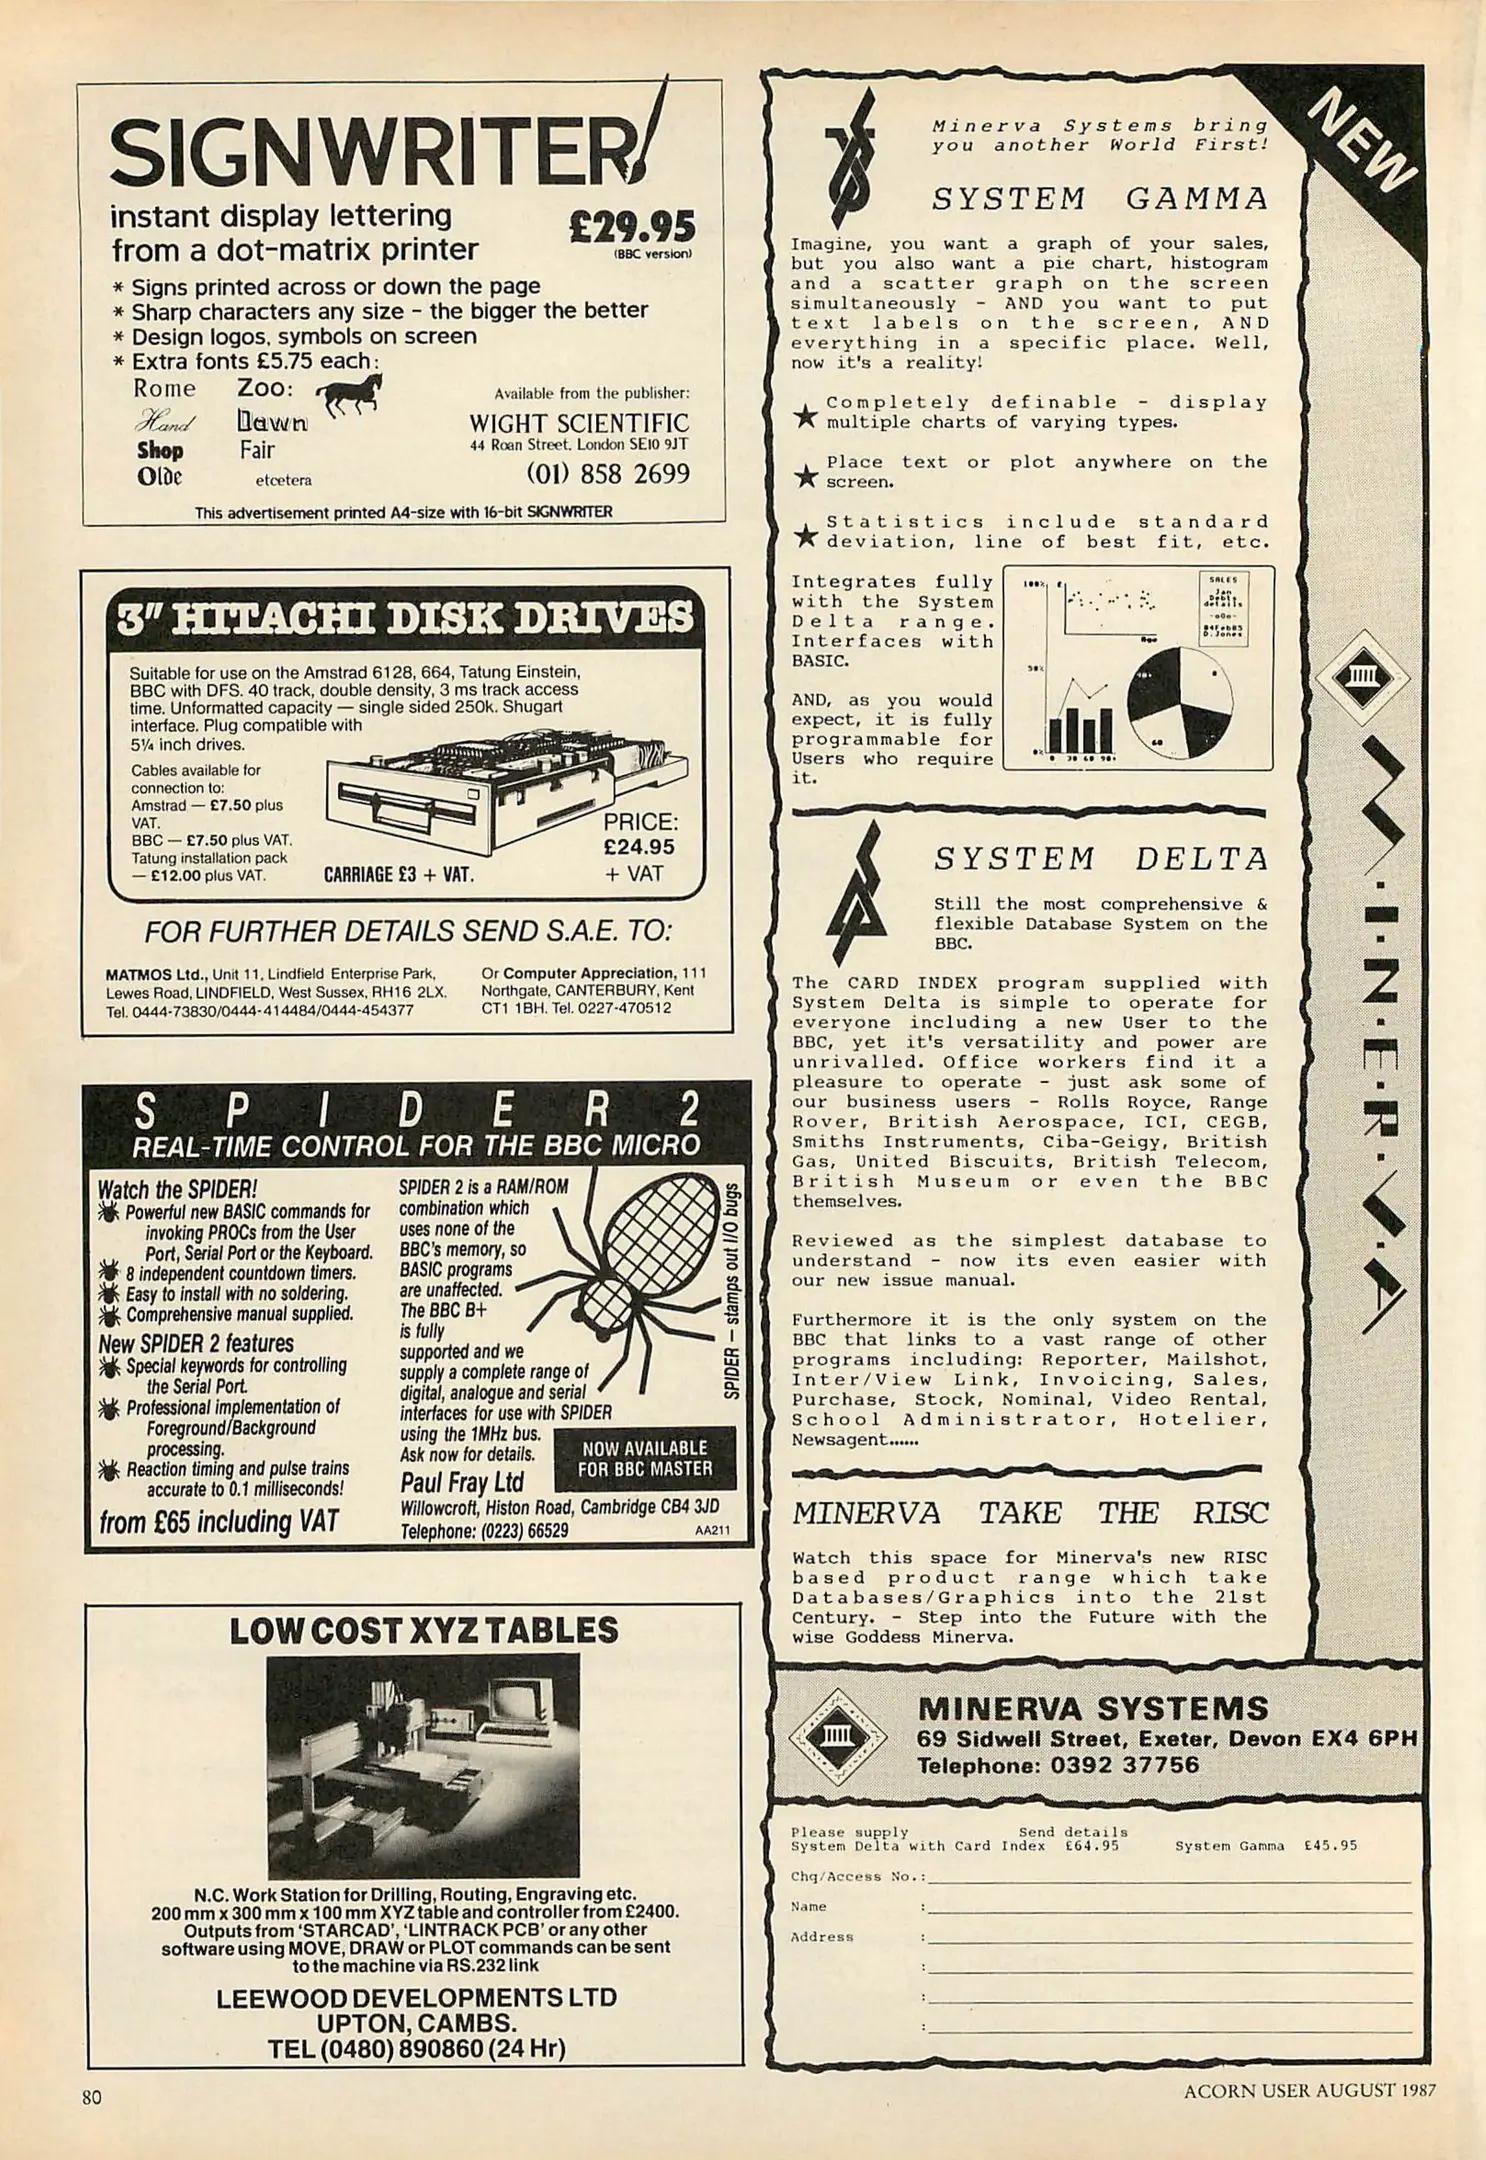 SIGNWRITER
instant display lettering
from a dot-matrix printer
£29.95
(BBC version)
* Signs printed across or down the page
* Sharp characters any size - the bigger the better
* Design logos, symbols on screen
* Extra fonts £5.75 each:
Rome Zoo:
Hand Dawn
Shop Fair
Olde etcetera
Available from the publisher:
WIGHT SCIENTIFIC
44 Roan Street. London SE10 9JT
(01) 858 2699
This advertisement printed A4-size with 16-bit SIGNWRITER
3" HITACHI DISK DRIVES
Suitable for use on the Amstrad 6128, 664, Tatung Einstein,
BBC with DFS. 40 track, double density, 3 ms track access
time. Unformatted capacity — single sided 250k. Shugart
interface. Plug compatible with
5¼ inch drives.
Cables available for
connection to:
Amstrad — £7.50 plus
VAT.
BBC — £7.50 plus VAT.
Tatung installation pack
— £12.00 plus VAT.
CARRIAGE £3 + VAT.
PRICE:
£24.95
+ VAT
FOR FURTHER DETAILS SEND S.A.E. TO:
MATMOS Ltd., Unit 11, Lindfield Enterprise Park,
Lewes Road, LINDFIELD, West Sussex, RH16 2LX.
Tel. 0444-73830/0444-414484/0444-454377
Or Computer Appreciation, 111
Northgate, CANTERBURY, Kent
CT1 1BH. Tel. 0227-470512
SPIDER 2
REAL-TIME CONTROL FOR THE BBC MICRO
Watch the SPIDER!
Powerful new BASIC commands for
invoking PROCs from the User
Port, Serial Port or the Keyboard.
8 independent countdown timers.
Easy to install with no soldering.
Comprehensive manual supplied.
New SPIDER 2 features
Special keywords for controlling
the Serial Port.
Professional implementation of
Foreground/Background
processing.
Reaction timing and pulse trains
accurate to 0.1 milliseconds!
from £65 including VAT
SPIDER 2 is a RAM/ROM
combination which
uses none of the
BBC's memory, so
BASIC programs
are unaffected.
The BBC B+
is fully
supported and we
supply a complete range of
digital, analogue and serial
interfaces for use with SPIDER
using the 1MHz bus.
Ask now for details.
SPIDER — stamps out I/O bugs
NOW AVAILABLE
FOR BBC MASTER
Paul Fray Ltd
Willowcroft, Histon Road, Cambridge CB4 3JD
Telephone: (0223) 66529
AA211
LOW COST XYZ TABLES
N.C. Work Station for Drilling, Routing, Engraving etc.
200 mm x 300 mm x 100 mm XYZ table and controller from £2400.
Outputs from 'STARCAD', 'LINTRACK PCB' or any other
software using MOVE, DRAW or PLOT commands can be sent
to the machine via RS.232 link
LEEWOOD DEVELOPMENTS LTD
UPTON, CAMBS.
TEL (0480) 890860 (24 Hr)
NEW
Minerva Systems bring
you another World First!
SYSTEM GAMMA
Imagine, you want a graph of your sales,
but you also want a pie chart, histogram
and a scatter graph on the screen
simultaneously - AND you want to put
text labels on the screen, AND
everything in a specific place. Well,
now it's a reality!
Completely definable - display
multiple charts of varying types.
Place text or plot anywhere on the
screen.
Statistics include standard
deviation, line of best fit, etc.
Integrates fully
with the System
Delta range.
Interfaces with
BASIC.
AND, as you would
expect, it is fully
programmable for
Users who require
it.
100%
£
Age
SALES
Jan
Debts
details
-o0o-
04Feb85
D.Jones
50%
0%
0 30 60 90+
90+
0
60
SYSTEM DELTA
Still the most comprehensive &
flexible Database System on the
BBC.
The CARD INDEX program supplied with
System Delta is simple to operate for
everyone including a new User to the
BBC, yet it's versatility and power are
unrivalled. Office workers find it a
pleasure to operate - just ask some of
our business users - Rolls Royce, Range
Rover, British Aerospace, ICI, CEGB,
Smiths Instruments, Ciba-Geigy, British
Gas, United Biscuits, British Telecom,
British Museum or even the BBC
themselves.
Reviewed as the simplest database to
understand - now its even easier with
our new issue manual.
Furthermore it is the only system on the
BBC that links to a vast range of other
programs including: Reporter, Mailshot,
Inter/View Link, Invoicing, Sales,
Purchase, Stock, Nominal, Video Rental,
School Administrator, Hotelier,
Newsagent......
MINERVA TAKE THE RISC
Watch this space for Minerva's new RISC
based product range which take
Databases/Graphics into the 21st
Century. - Step into the Future with the
wise Goddess Minerva.
M.I.N.E.R.V.A
MINERVA SYSTEMS
69 Sidwell Street, Exeter, Devon EX4 6PH
Telephone: 0392 37756
Please supply Send details
System Delta with Card Index £64.95 System Gamma £45.95
Chq/Access No.:
Name :
Address :
:
:
:
80
ACORN USER AUGUST 1987